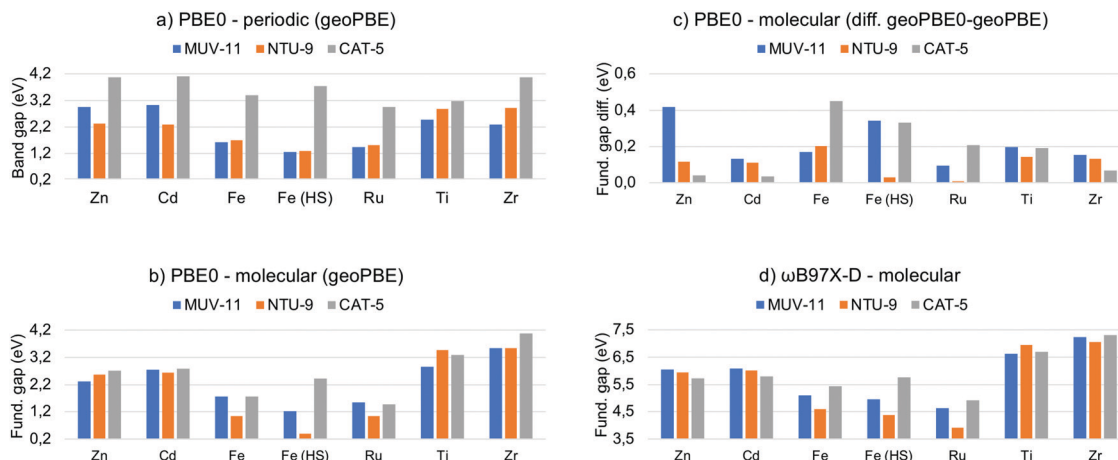 a) PBE0 - periodic (geoPBE)
MUV-11 NTU-9 CAT-5
Band gap (eV)
4,2
3,2
2,2
1,2
0,2
Zn Cd Fe Fe (HS) Ru Ti Zr
c) PBE0 - molecular (diff. geoPBE0-geoPBE)
MUV-11 NTU-9 CAT-5
Fund. gap diff. (eV)
0,6
0,4
0,2
0,0
Zn Cd Fe Fe (HS) Ru Ti Zr
b) PBE0 - molecular (geoPBE)
MUV-11 NTU-9 CAT-5
Fund. gap (eV)
4,2
3,2
2,2
1,2
0,2
Zn Cd Fe Fe (HS) Ru Ti Zr
d) ωB97X-D - molecular
MUV-11 NTU-9 CAT-5
Fund. gap (eV)
7,5
6,5
5,5
4,5
3,5
Zn Cd Fe Fe (HS) Ru Ti Zr